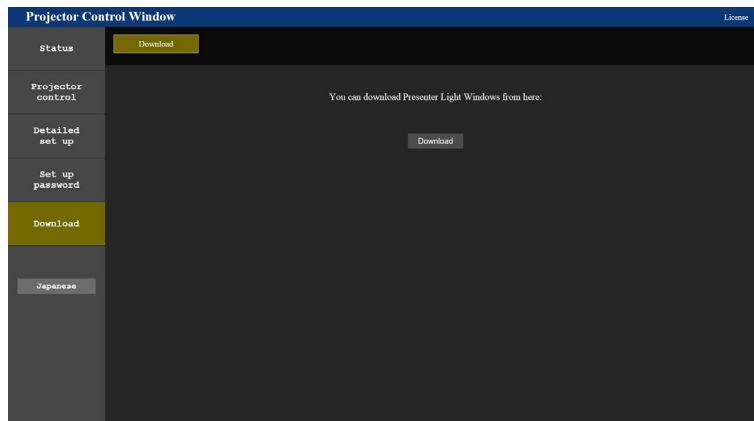 Projector Control Window
License
Status
Download
Projector
control
You can download Presenter Light Windows from here:
Detailed
set up
Download
Set up
password
Download
Japanese